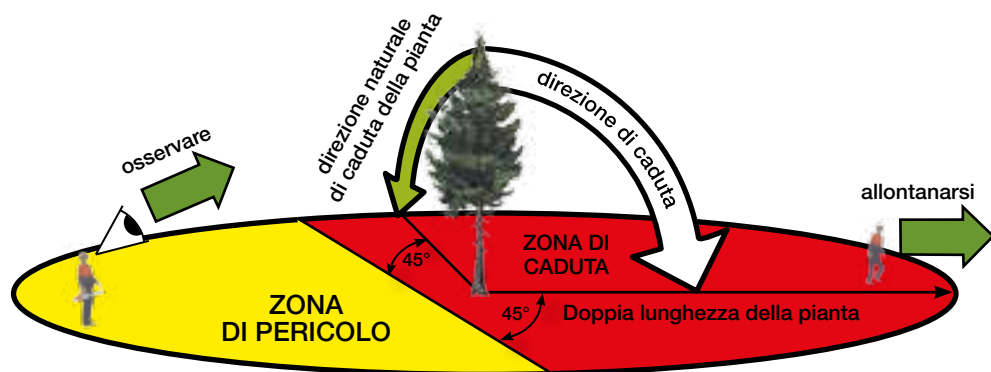 direzione naturale
di caduta della pianta
direzione di caduta
osservare
allontanarsi
45°
ZONA DI
CADUTA
ZONA
DI PERICOLO
45°
Doppia lunghezza della pianta